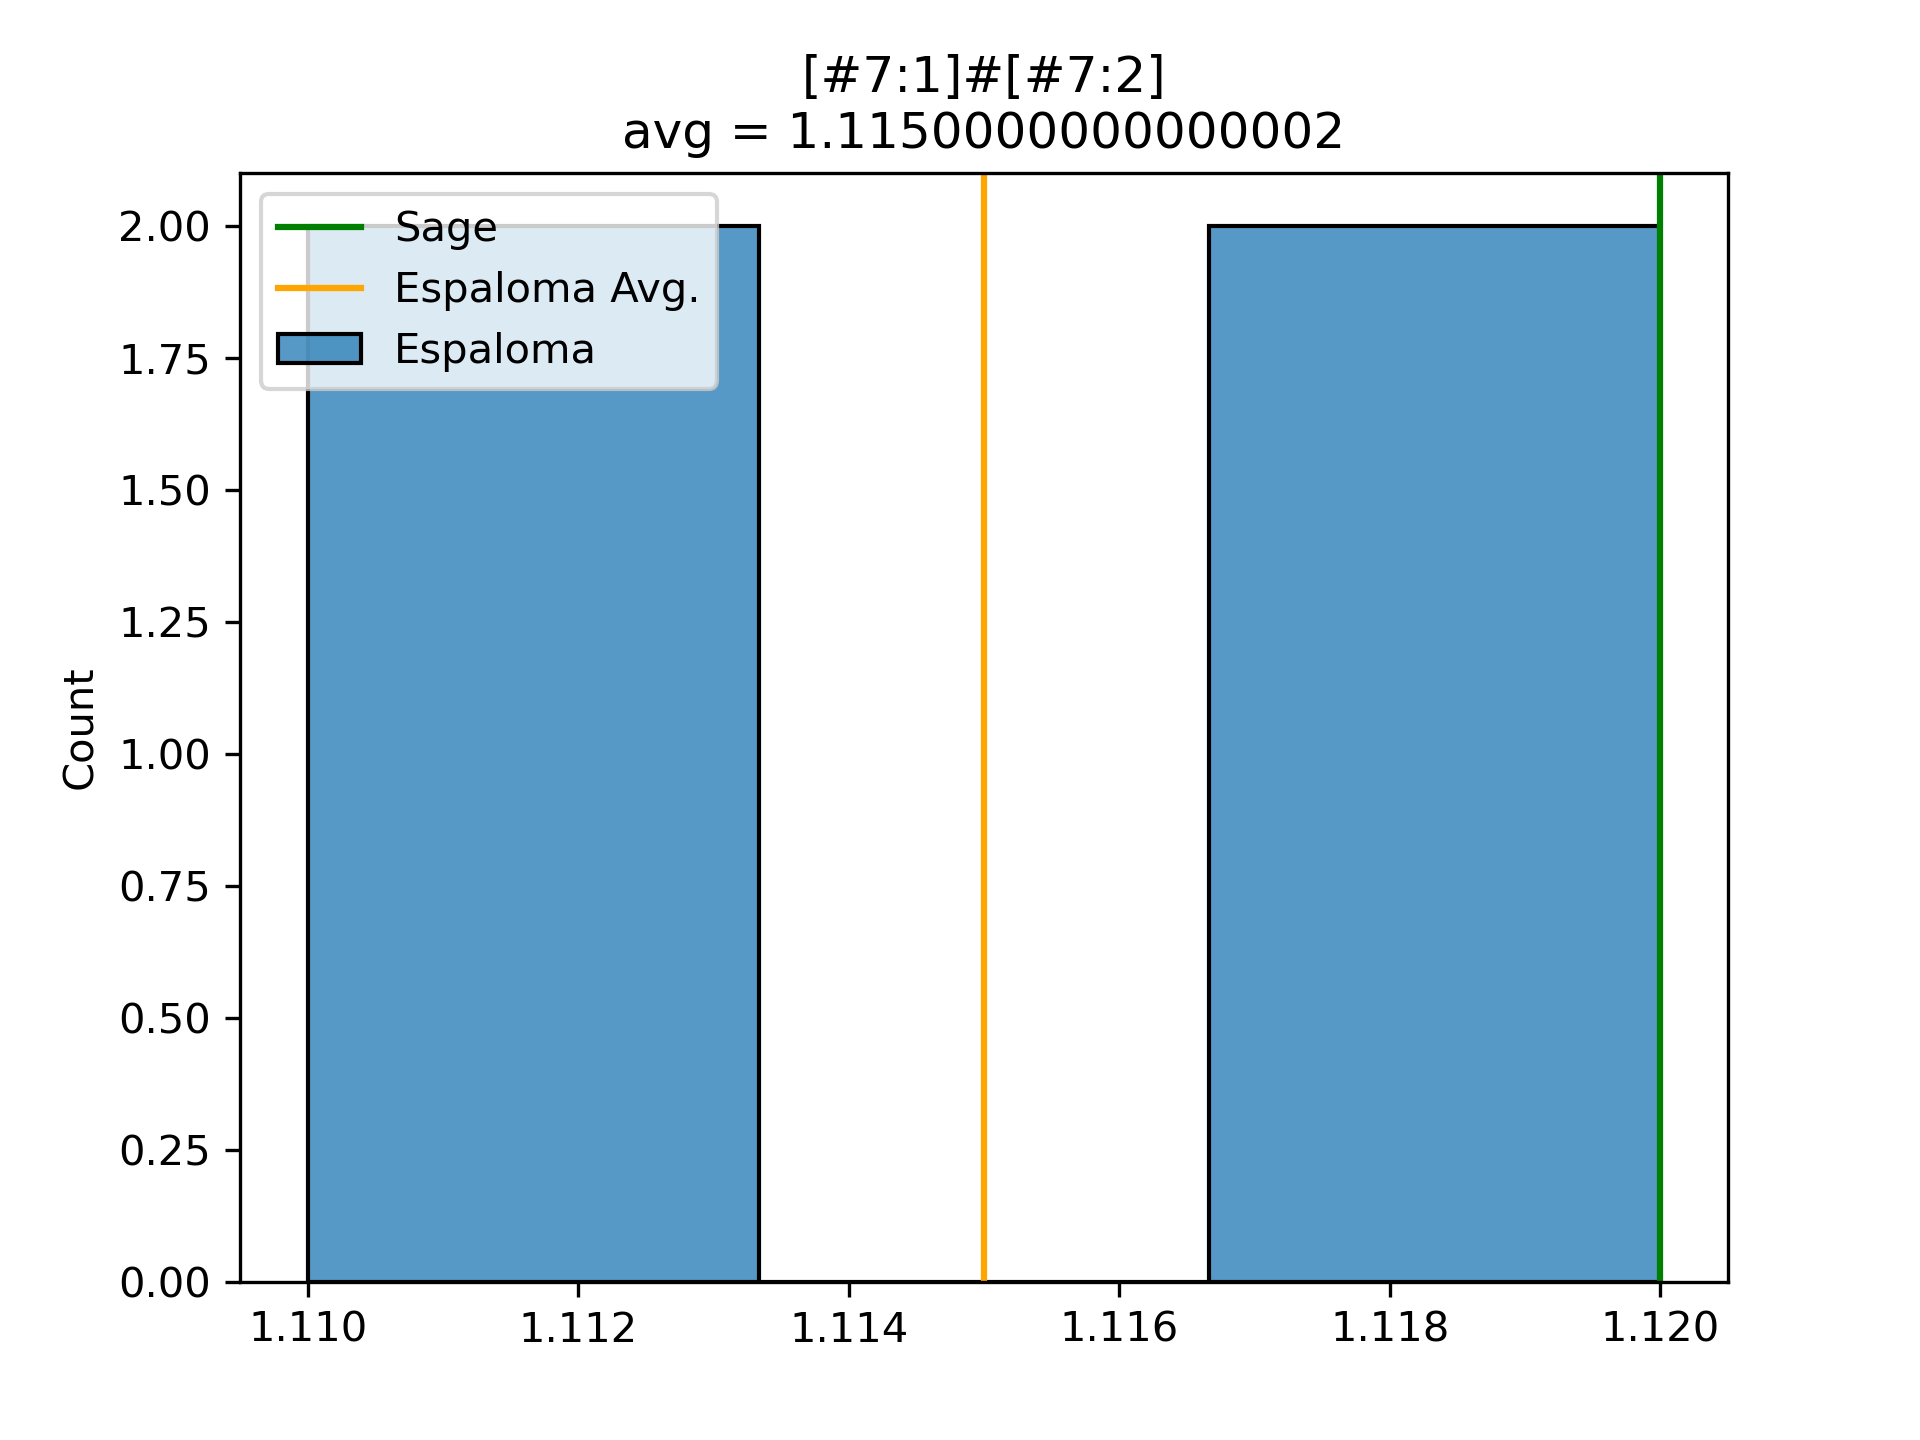 [#7:1]#[#7:2]
avg = 1.1150000000000002
Sage
Espaloma Avg.
Espaloma
2.00
1.75
1.50
1.25
1.00
0.75
0.50
0.25
0.00
Count
1.110 1.112 1.114 1.116 1.118 1.120